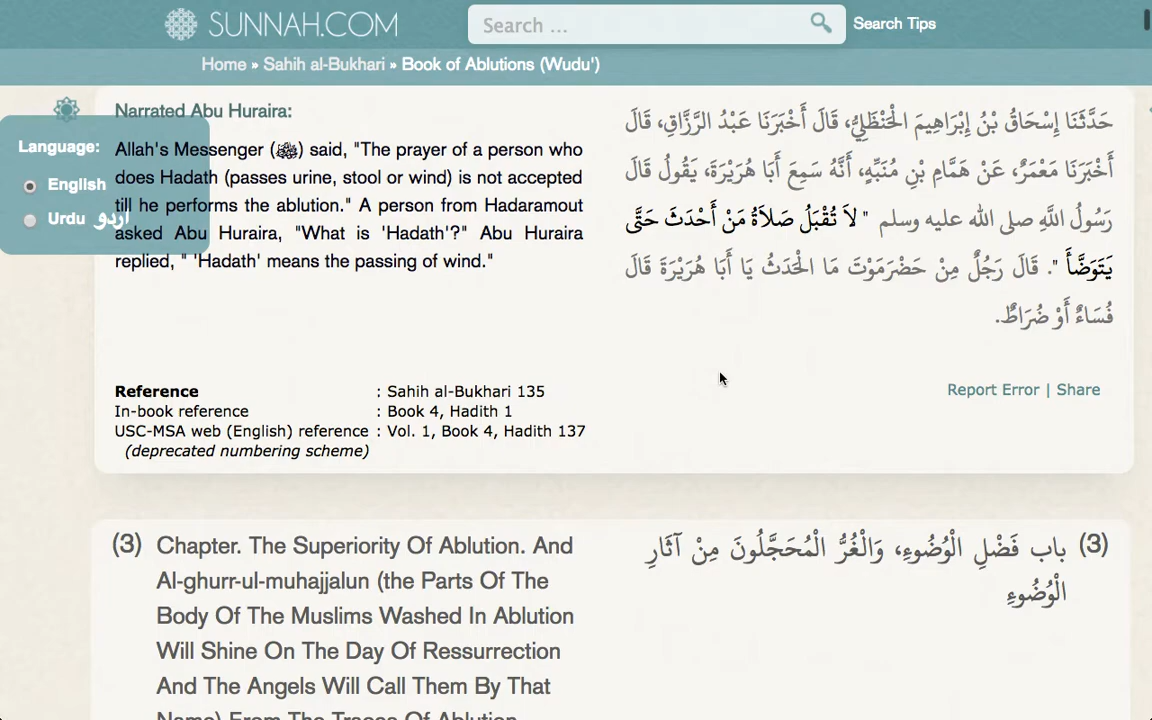 SUNNAH.COM
Search ...
Search Tips
Home » Sahih al-Bukhari » Book of Ablutions (Wudu')
Language:
English
Urdu اردو
Narrated Abu Huraira:
Allah's Messenger (ﷺ) said, "The prayer of a person who
does Hadath (passes urine, stool or wind) is not accepted
till he performs the ablution." A person from Hadaramout
asked Abu Huraira, "What is 'Hadath'?" Abu Huraira
replied, " 'Hadath' means the passing of wind."
حَدَّثَنَا إِسْحَاقُ بْنُ إِبْرَاهِيمَ الْحَنْظَلِيُّ، قَالَ أَخْبَرَنَا عَبْدُ الرَّزَّاقِ، قَالَ
أَخْبَرَنَا مَعْمَرٌ، عَنْ هَمَّامِ بْنِ مُنَبِّهٍ، أَنَّهُ سَمِعَ أَبَا هُرَيْرَةَ، يَقُولُ قَالَ
رَسُولُ اللَّهِ صلى الله عليه وسلم " لاَ تُقْبَلُ صَلاَةُ مَنْ أَحْدَثَ حَتَّى
يَتَوَضَّأَ ". قَالَ رَجُلٌ مِنْ حَضْرَمَوْتَ مَا الْحَدَثُ يَا أَبَا هُرَيْرَةَ قَالَ
فُسَاءٌ أَوْ ضُرَاطٌ.
Reference : Sahih al-Bukhari 135
In-book reference : Book 4, Hadith 1
USC-MSA web (English) reference : Vol. 1, Book 4, Hadith 137
(deprecated numbering scheme)
Report Error | Share
(3) Chapter. The Superiority Of Ablution. And
Al-ghurr-ul-muhajjalun (the Parts Of The
Body Of The Muslims Washed In Ablution
Will Shine On The Day Of Ressurrection
And The Angels Will Call Them By That
Name) From The Traces Of Ablution
(3) باب فَضْلِ الْوُضُوءِ، وَالْغُرُّ الْمُحَجَّلُونَ مِنْ آثَارِ
الْوُضُوءِ